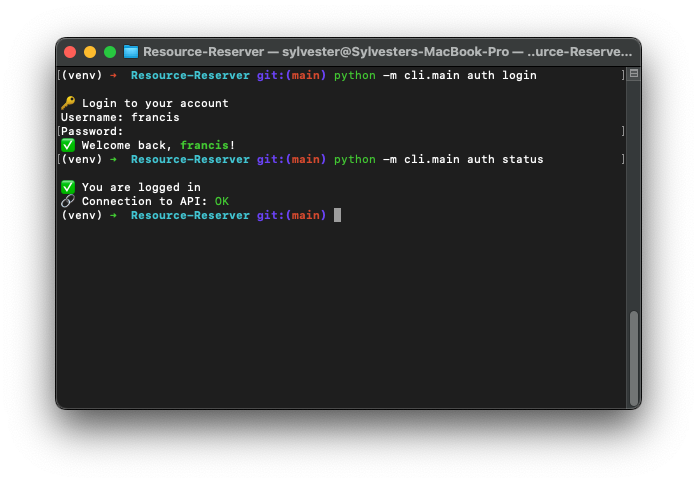 Resource-Reserver — sylvester@Sylvesters-MacBook-Pro — ..urce-Reserve...
[(venv) ➜  Resource-Reserver git:(main) python -m cli.main auth login ]
🔑 Login to your account
Username: francis
[Password: ]
✅ Welcome back, francis!
[(venv) ➜  Resource-Reserver git:(main) python -m cli.main auth status ]
✅ You are logged in
🔗 Connection to API: OK
(venv) ➜  Resource-Reserver git:(main)